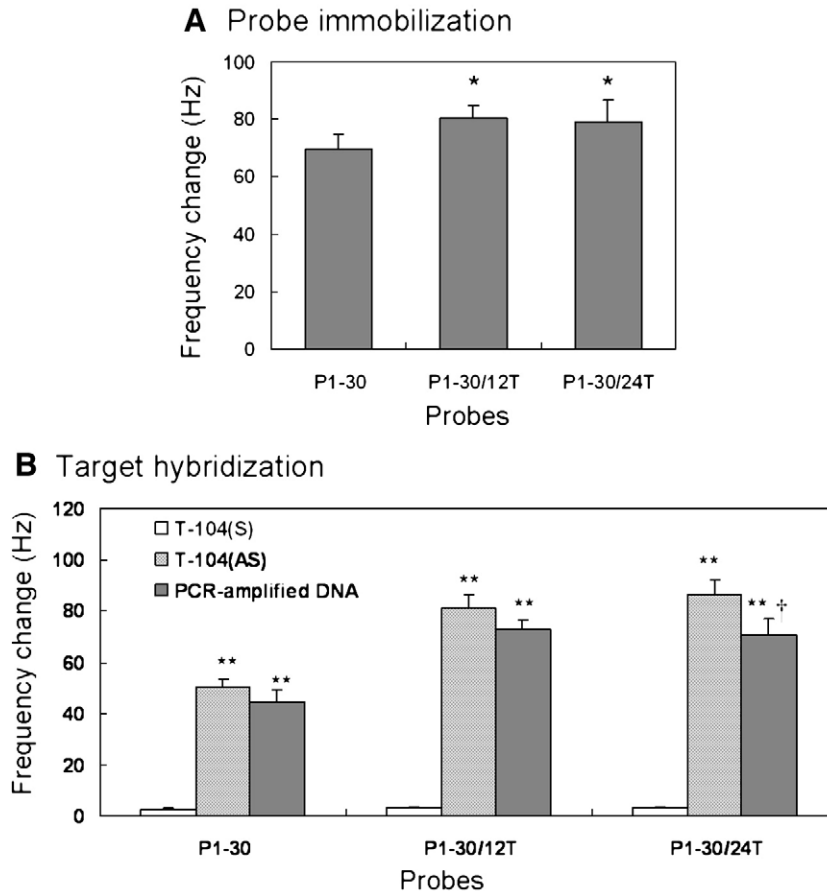 A Probe immobilization
Frequency change (Hz)
100
80
60
40
20
0
* *
P1-30 P1-30/12T P1-30/24T
Probes
B Target hybridization
Frequency change (Hz)
120
100
80
60
40
20
0
T-104(S)
T-104(AS)
PCR-amplified DNA
** ** ** ** ** ** †
P1-30 P1-30/12T P1-30/24T
Probes